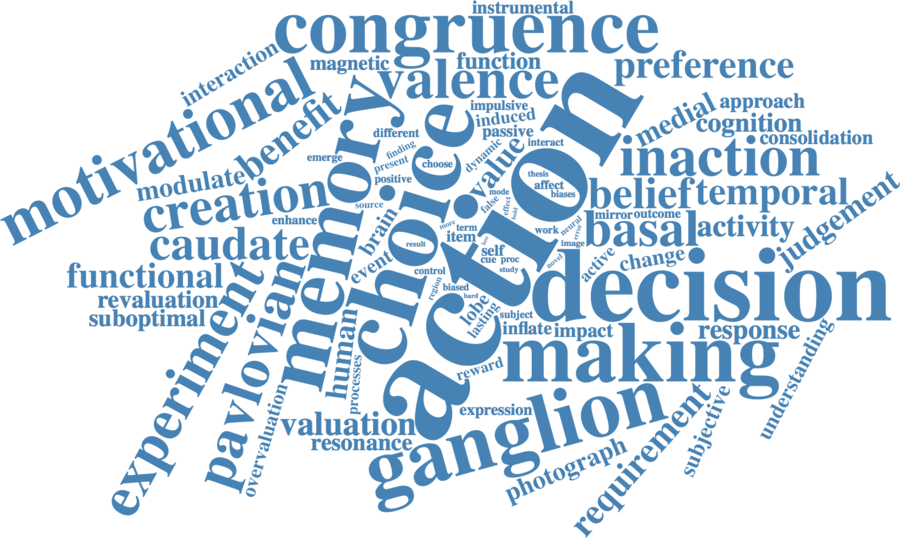 instrumental
congruence
interaction
magnetic
function
valence
preference
motivational
benefit
memory
impulsive
induced
passive
different
finding
present
emerge
choose
dynamic
interact
medial
approach
cognition
consolidation
modulate
creation
enhance
positive
source
choice
value
action
thesis
affect
biases
mode
false
effect
bold
inaction
belief
temporal
mirror
outcome
basal
activity
judgement
caudate
brain
event
result
more
term
item
self
cue
proc
study
work
neural
error
image
novel
active
change
functional
revaluation
suboptimal
experiment
pavlovian
human
processes
control
region
biased
hard
lobe
lasting
subject
inflate
impact
decision
making
response
understanding
reward
overvaluation
valuation
resonance
expression
ganglion
photograph
requirement
subjective